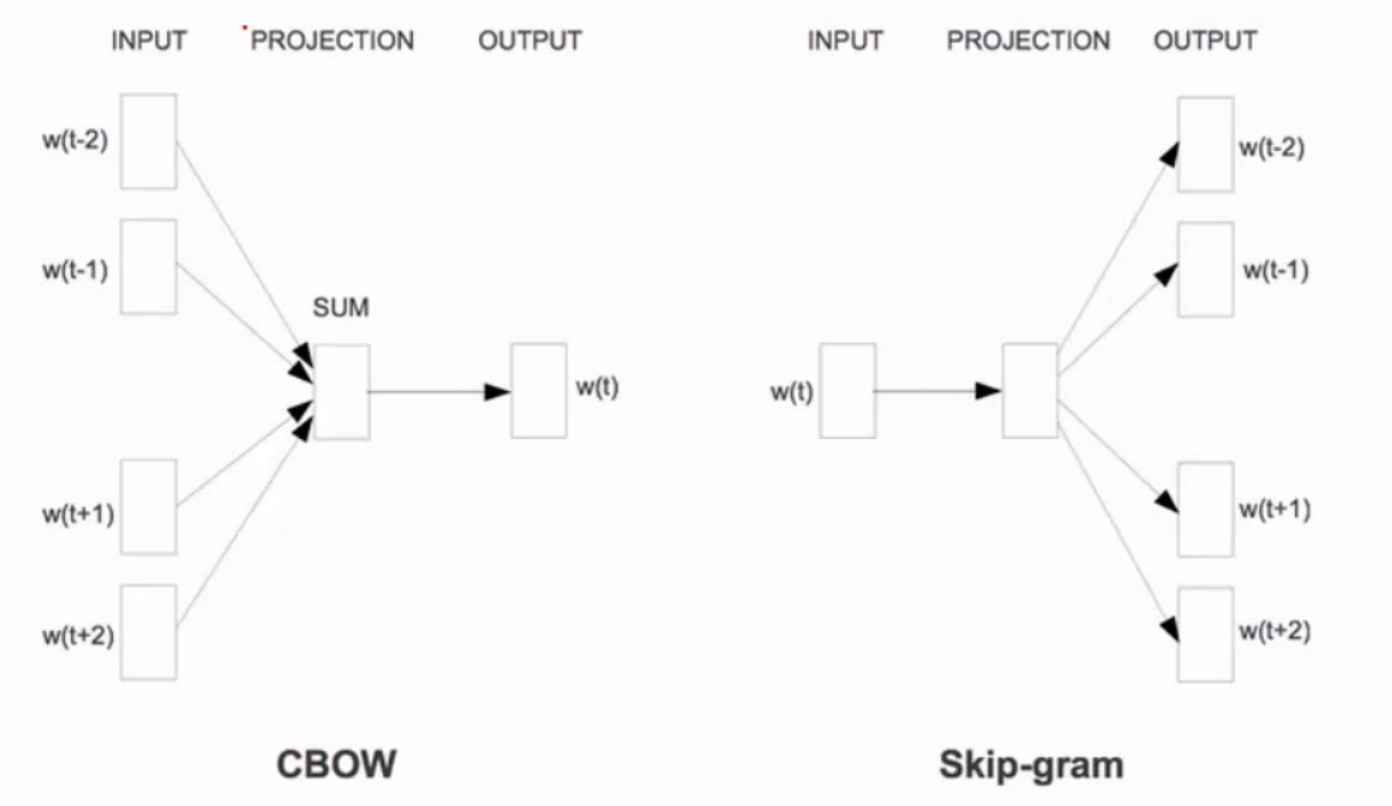 INPUT PROJECTION OUTPUT
w(t-2)
w(t-1)
SUM
w(t)
w(t+1)
w(t+2)
CBOW
INPUT PROJECTION OUTPUT
w(t-2)
w(t-1)
w(t)
w(t+1)
w(t+2)
Skip-gram